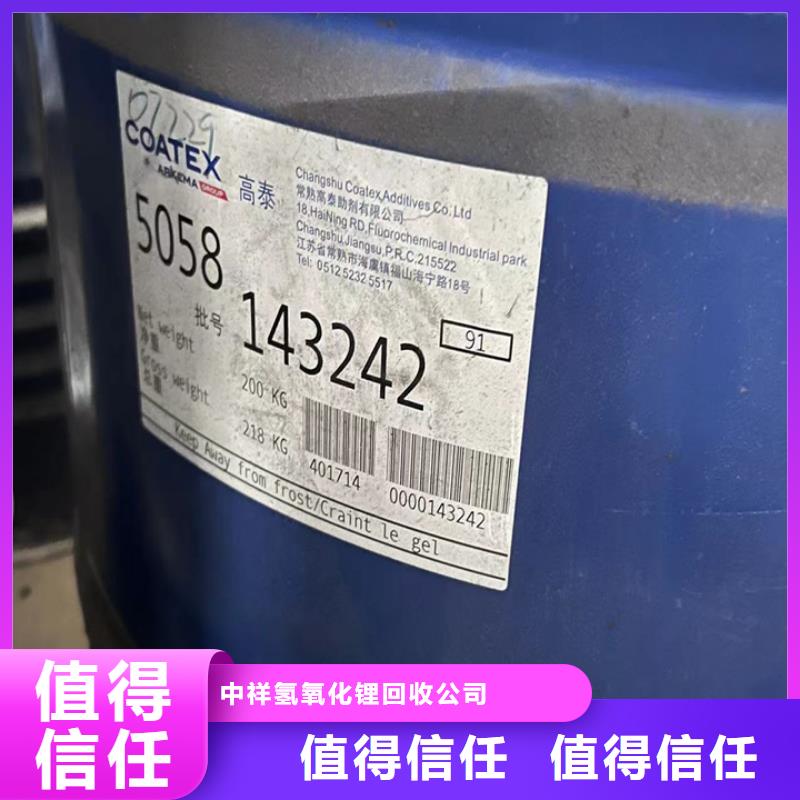 07229
COATEX
ARKEMA GROUP
高泰
Changshu Coatex Additives Co.Ltd
常熟高泰助剂有限公司
18,HaiNing RD,Fluorochemical Industrial park
Changshu,Jiangsu,P.R.C.215522
江苏省常熟市海虞镇福山海宁路18号
Tel: 0512 5232 5517
5058
批号 143242
91
Net weight
净重 200 KG
Gross weight
总重 218 KG
401714
0000143242
Keep Away from frost/Craint le gel
值得
信任
中祥氢氧化锂回收公司
值得信任 值得信任